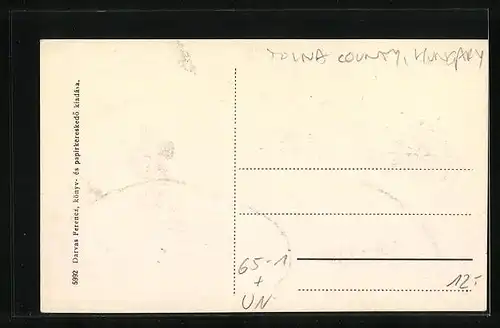 TOLNA COUNTY, HUNGARY
5992 Darvas Ferencz, könyv- és papirkereskedő kiadása.
65-1
+
UN
12.-